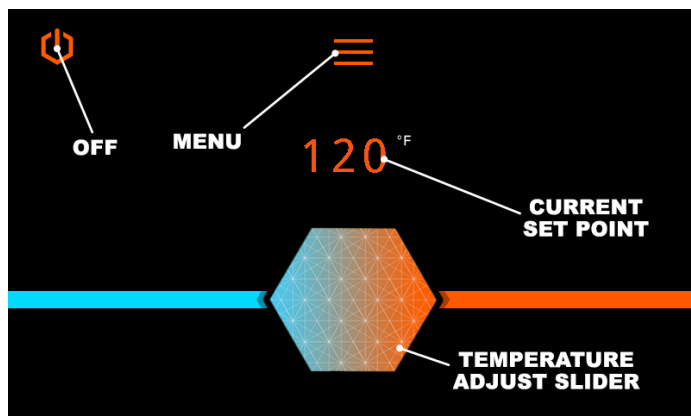 OFF
MENU
120 °F
CURRENT
SET POINT
TEMPERATURE
ADJUST SLIDER